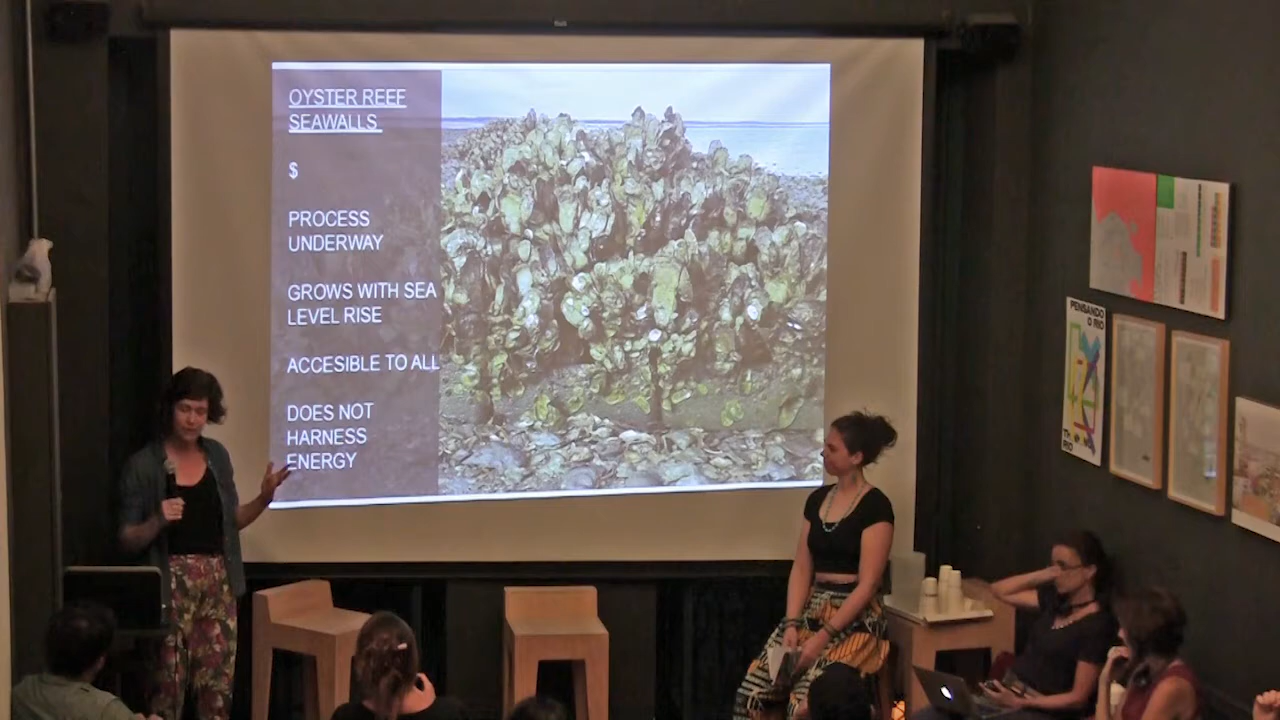 OYSTER REEF
SEAWALLS
$
PROCESS
UNDERWAY
GROWS WITH SEA
LEVEL RISE
ACCESIBLE TO ALL
DOES NOT
HARNESS
ENERGY
PENSANDO
O RIO